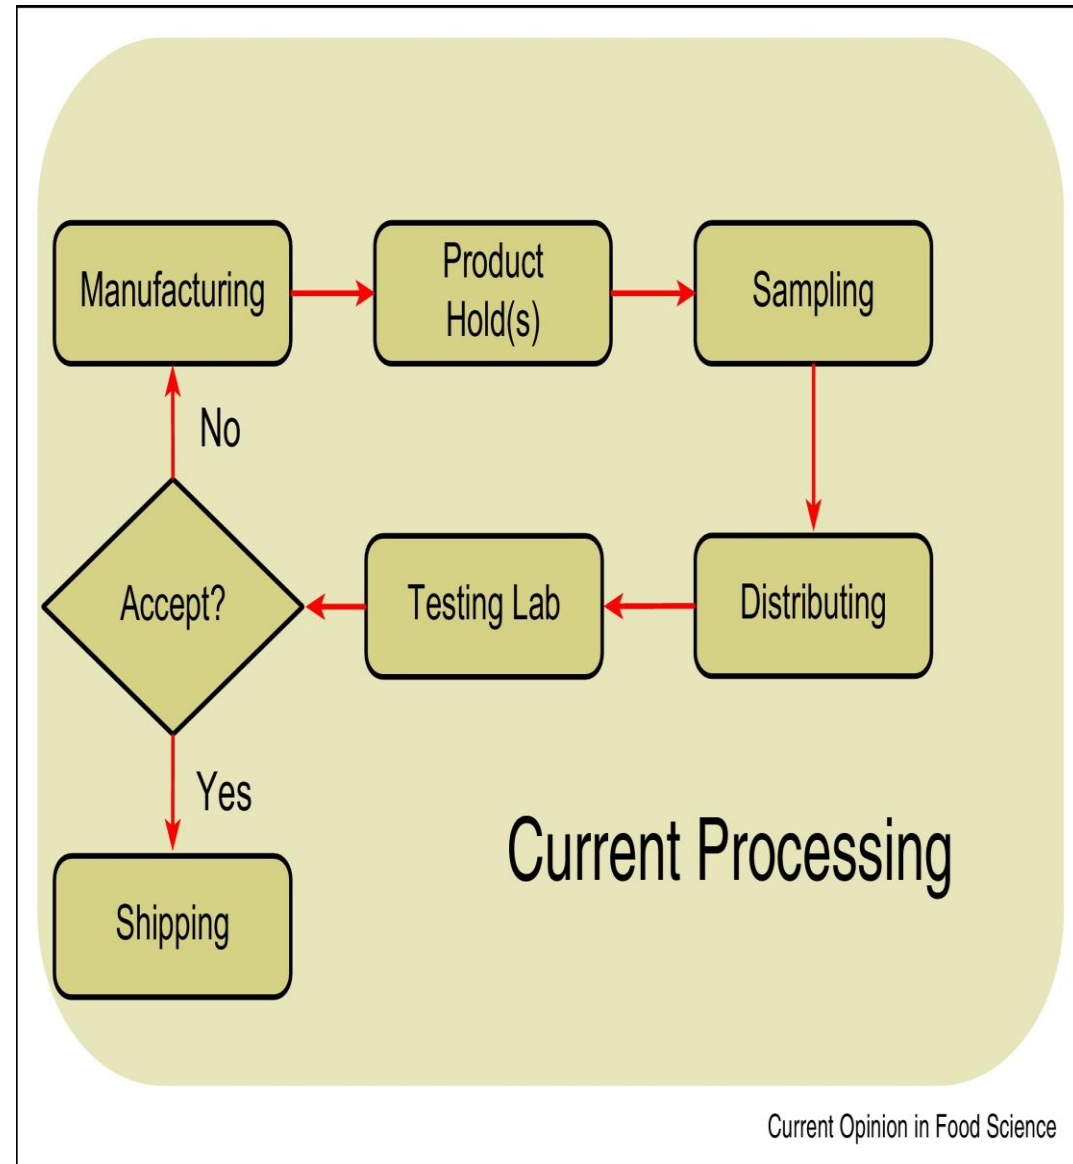 Manufacturing
Product
Hold(s)
Sampling
No
Accept?
Testing Lab
Distributing
Yes
Current Processing
Shipping
Current Opinion in Food Science